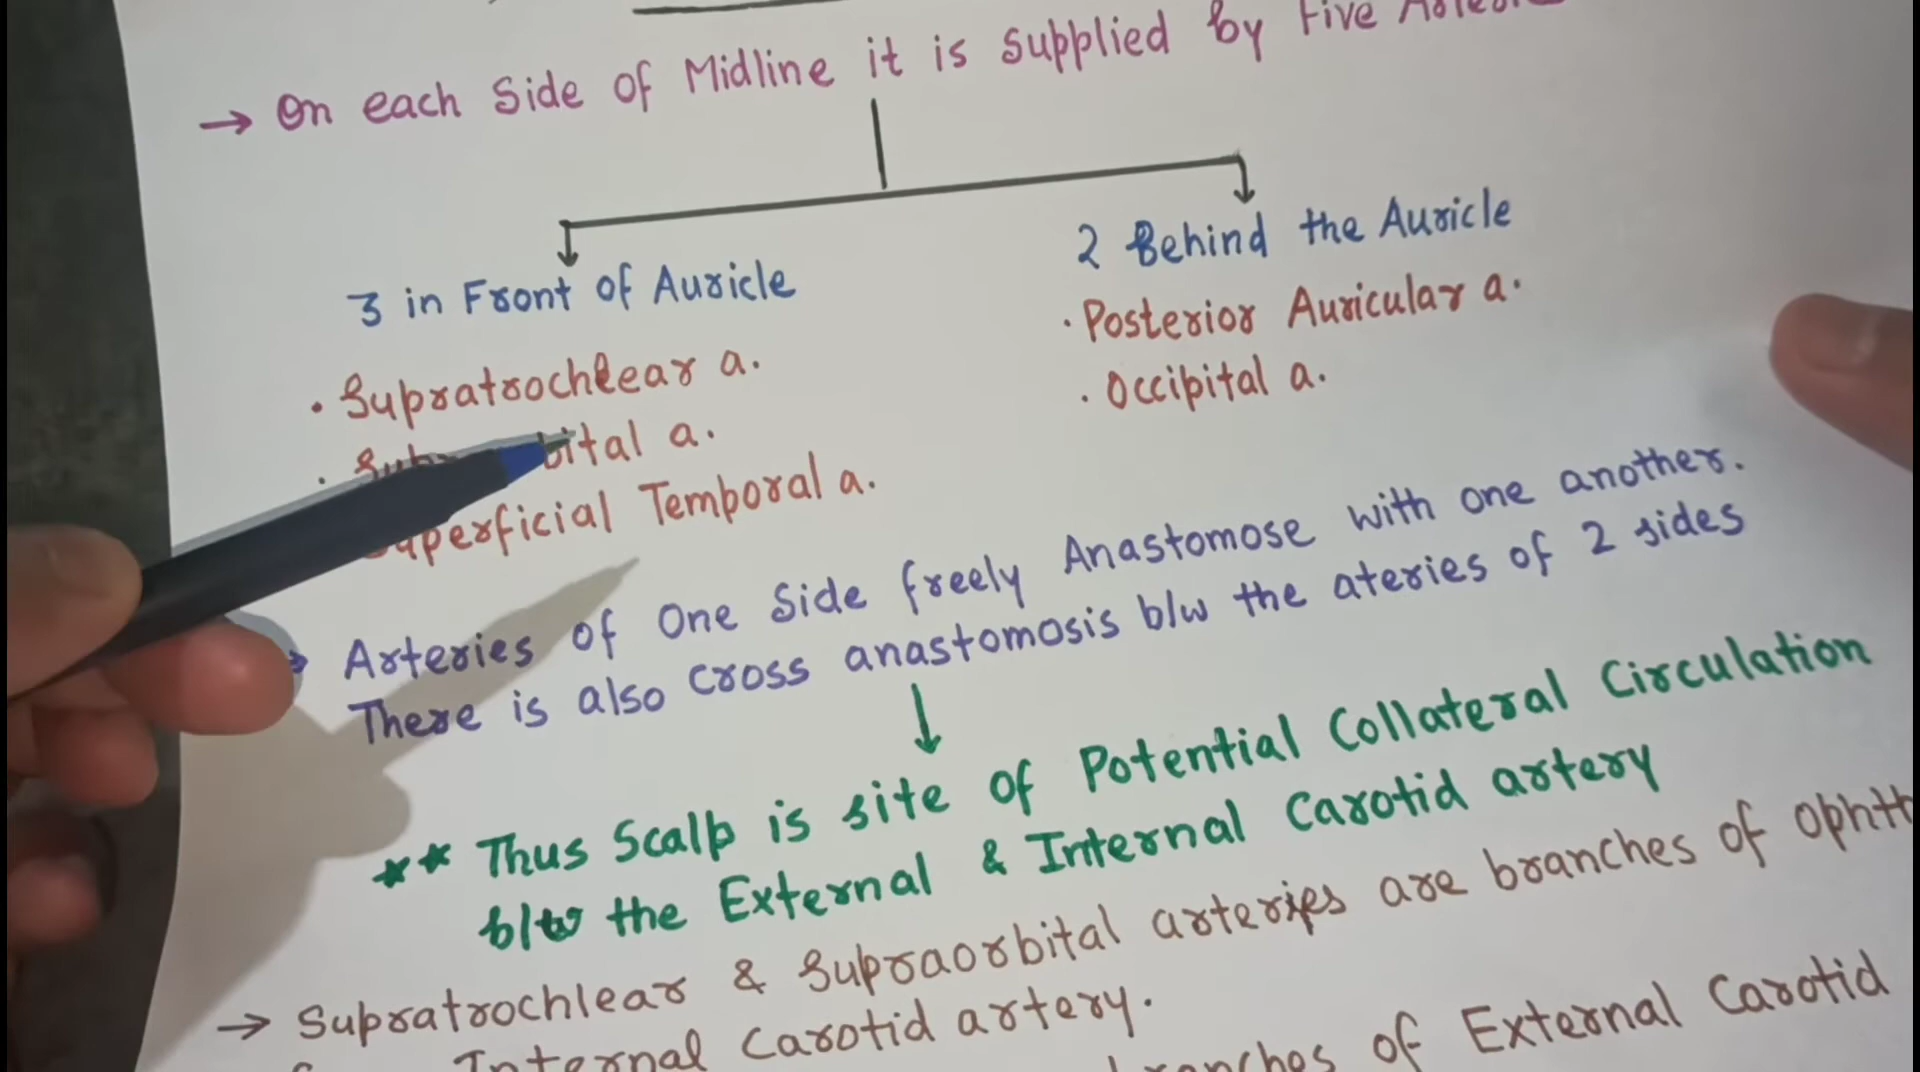 → On each side of Midline it is supplied by Five
3 in Front of Auricle
• Supratrochlear a.
a.
Temporal a.
2 Behind the Auricle
• Posterior Auricular a.
• Occipital a.
Arteries of One Side freely Anastomose with one another.
There is also cross anastomosis b/w the ateries of 2 sides
** Thus Scalp is site of Potential Collateral Circulation
b/w the External & Internal Carotid artery
→ Supratrochlear & Supraorbital arteries are branches of
Internal Carotid artery.
of External Carotid